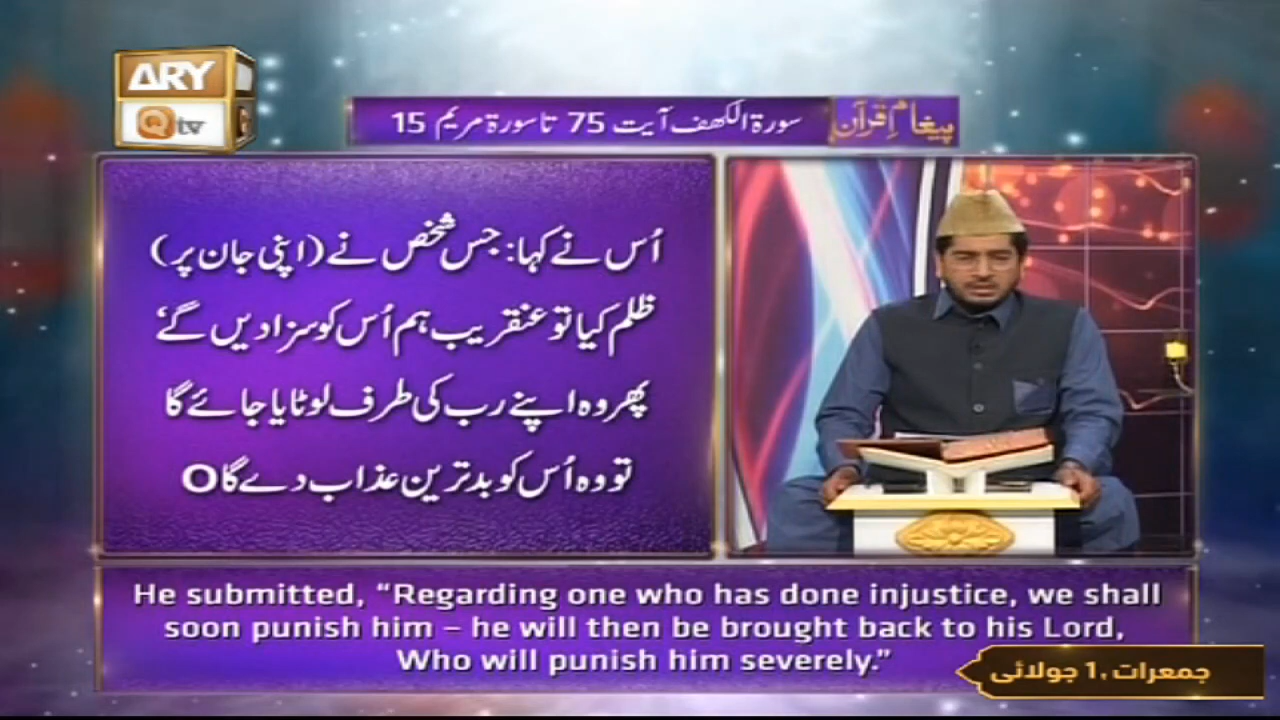 ARY
Qtv
پیغامِ قرآن
سورۃ الکھف آیت 75 تا سورۃ مریم 15
اُس نے کہا: جس شخص نے (اپنی جان پر)
ظلم کیا تو عنقریب ہم اُس کو سزا دیں گے،
پھر وہ اپنے رب کی طرف لوٹایا جائے گا
تو وہ اُس کو بدترین عذاب دے گا O
He submitted, “Regarding one who has done injustice, we shall
soon punish him – he will then be brought back to his Lord,
Who will punish him severely.”
جمعرات، 1 جولائی